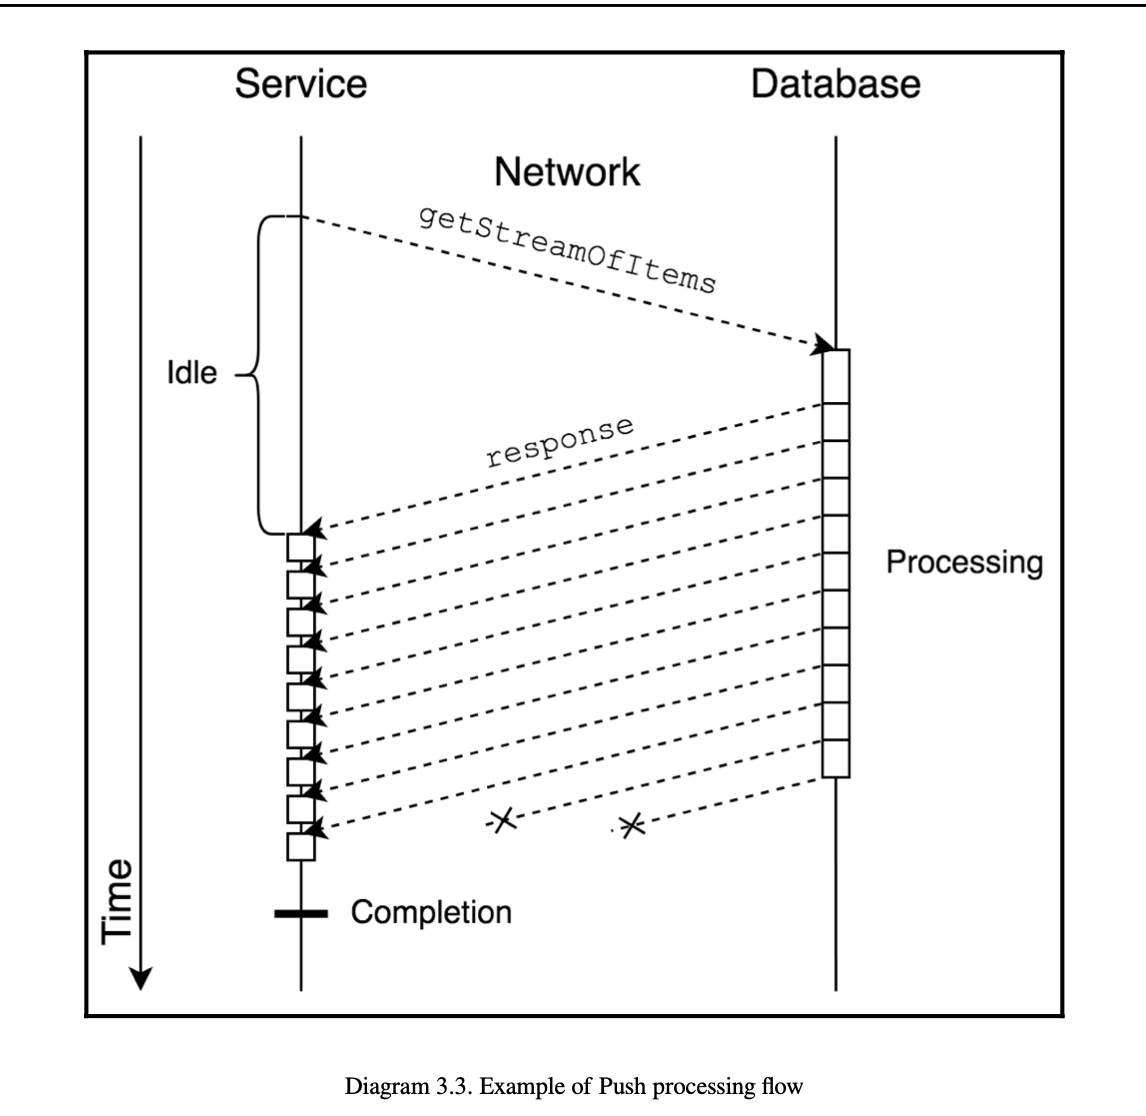 Service
Database
Network
getStreamOfItems
Idle
response
Processing
Time
Completion
Diagram 3.3. Example of Push processing flow